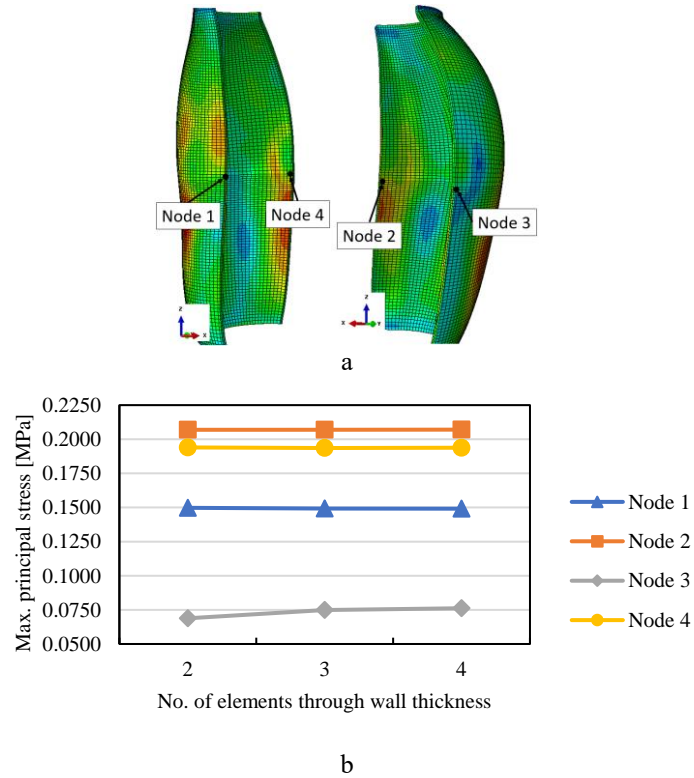 Node 1
Node 4
Node 2
Node 3
Z
X
Z
X
Y
a
Max. principal stress [MPa]
0.2250
0.2000
0.1750
0.1500
0.1250
0.1000
0.0750
0.0500
2 3 4
No. of elements through wall thickness
Node 1
Node 2
Node 3
Node 4
b